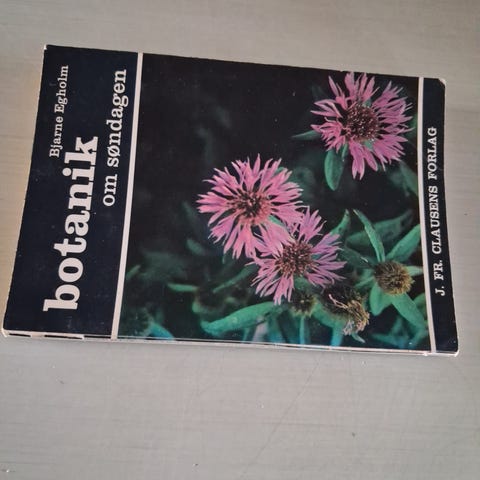 Bjarne Egholm
botanik
om søndagen
J. FR. CLAUSENS FORLAG